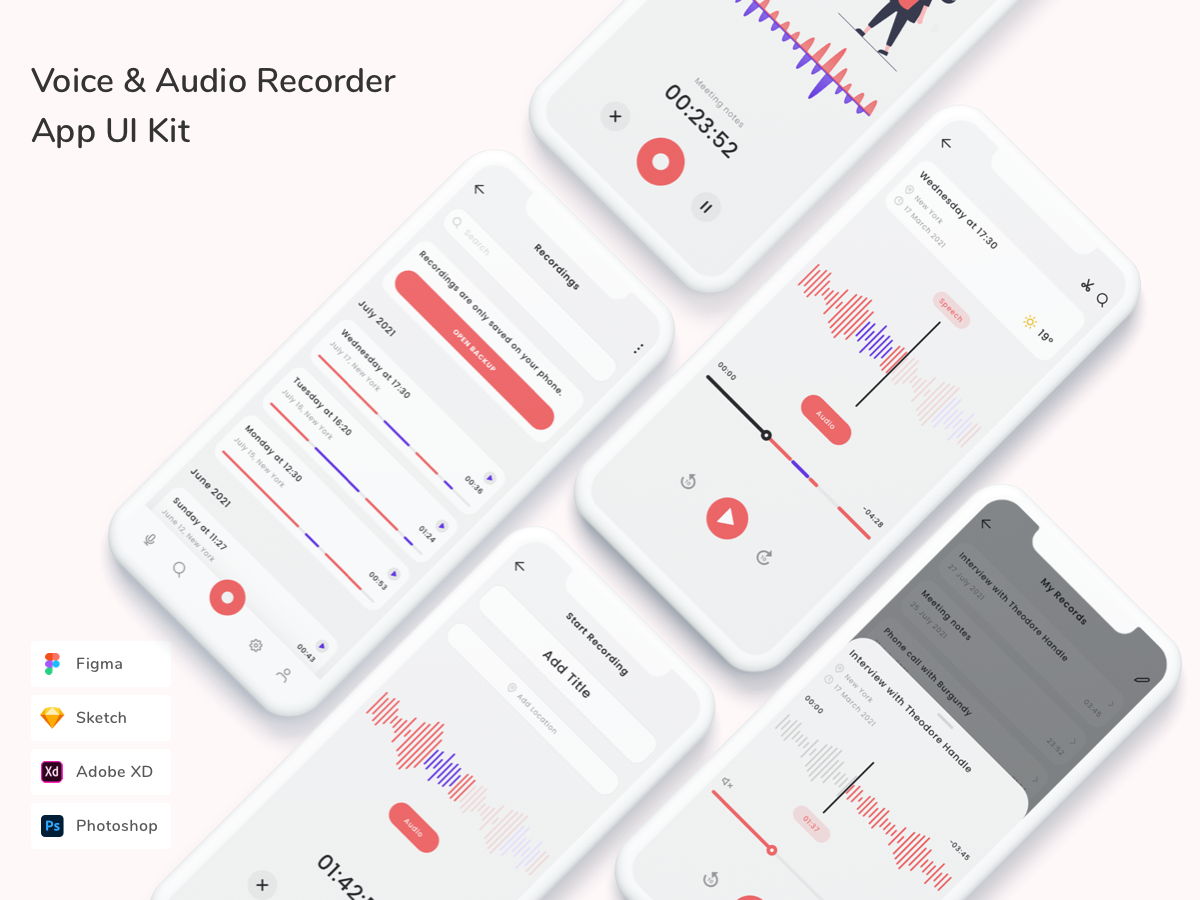 Voice & Audio Recorder
App UI Kit
Figma
Sketch
Adobe XD
Photoshop
Meeting notes
00:23:52
Recordings
Search
Recordings are only saved on your phone.
OPEN BACKUP
July 2021
Wednesday at 17:30
July 17, New York
00:36
Tuesday at 16:20
July 16, New York
01:24
Monday at 12:30
July 15, New York
00:53
June 2021
Sunday at 11:27
June 12, New York
00:43
Wednesday at 17:30
New York
17 March 2021
19°
Speech
Audio
00:00
-04:28
10
10
Start Recording
Add Title
Add Location
Audio
01:42:
My Records
Interview with Theodore Handle
27 July 2021
03:45
Meeting notes
25 July 2021
23:52
Phone call with Burgundy
Interview with Theodore Handle
New York
17 March 2021
00:00
01:37
-03:45
10